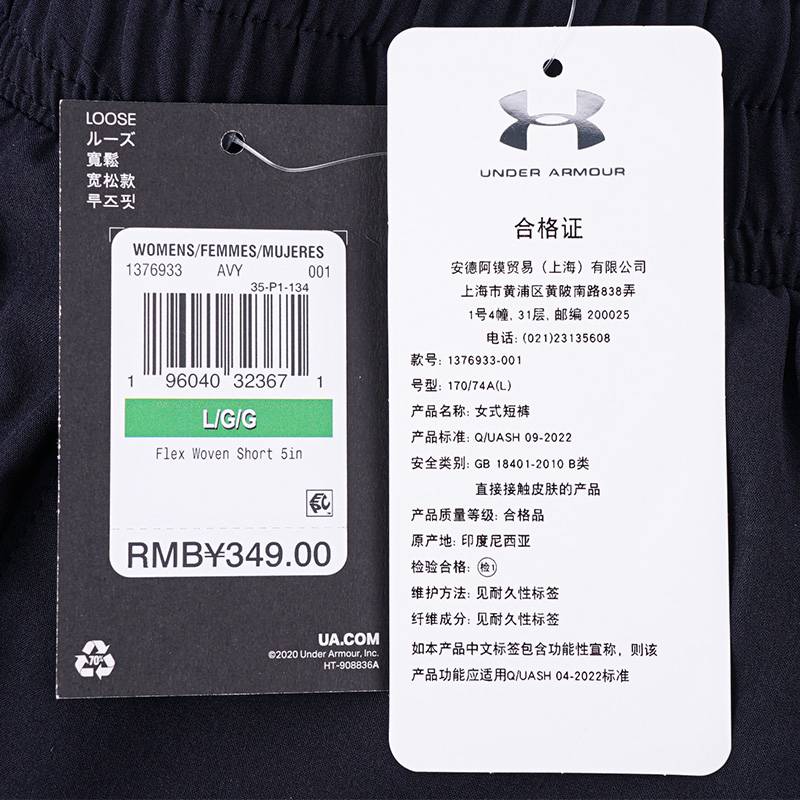 LOOSE
ルーズ
寬鬆
宽松款
루즈핏
WOMENS/FEMMES/MUJERES
1376933 AVY 001
35-P1-134
1 96040 32367 1
L/G/G
Flex Woven Short 5in
RMB¥349.00
70%
UA.COM
©2020 Under Armour, Inc.
HT-908836A
UNDER ARMOUR
合格证
安德阿镆贸易（上海）有限公司
上海市黄浦区黄陂南路838弄
1号4幢, 31层, 邮编 200025
电话: (021)23135608
款号: 1376933-001
号型: 170/74A(L)
产品名称: 女式短裤
产品标准: Q/UASH 09-2022
安全类别: GB 18401-2010 B类
直接接触皮肤的产品
产品质量等级: 合格品
原产地: 印度尼西亚
检验合格: 检1
维护方法: 见耐久性标签
纤维成分: 见耐久性标签
如本产品中文标签包含功能性宣称, 则该
产品功能应适用Q/UASH 04-2022标准